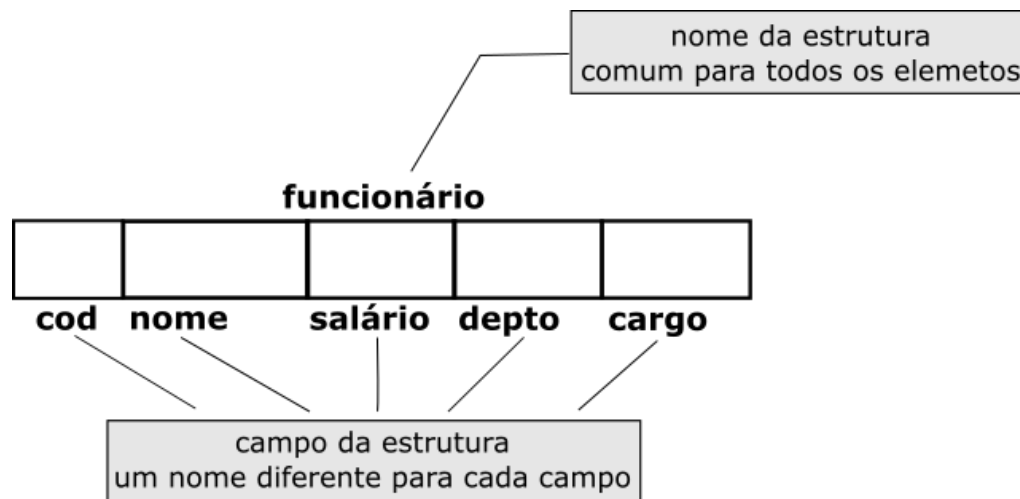 nome da estrutura
comum para todos os elemetos
funcionário
cod nome salário depto cargo
campo da estrutura
um nome diferente para cada campo